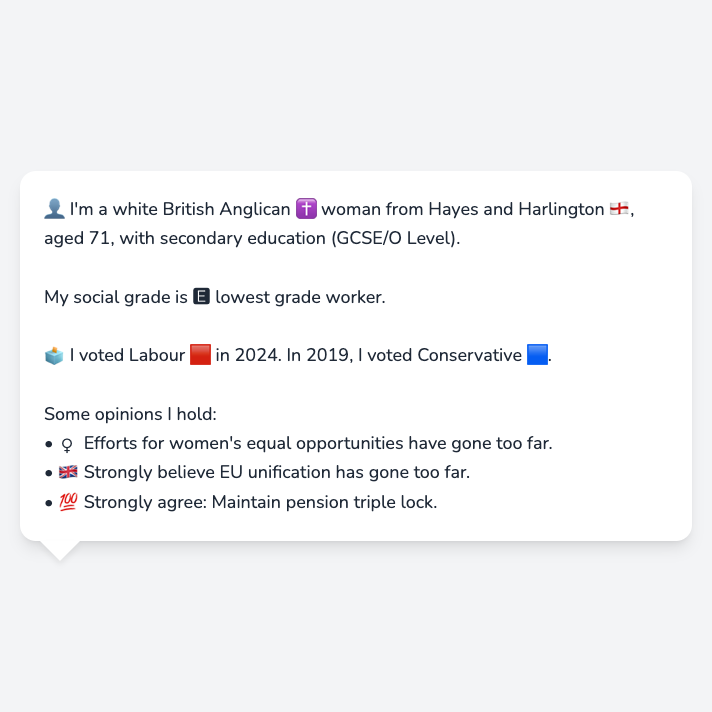 👤 I'm a white British Anglican ✝️ woman from Hayes and Harlington 🏴󠁧󠁢󠁥󠁮󠁧󠁿,
aged 71, with secondary education (GCSE/O Level).
My social grade is 🅴 lowest grade worker.
🗳️ I voted Labour 🟥 in 2024. In 2019, I voted Conservative 🟦.
Some opinions I hold:
• ♀ Efforts for women's equal opportunities have gone too far.
• 🇬🇧 Strongly believe EU unification has gone too far.
• 💯 Strongly agree: Maintain pension triple lock.